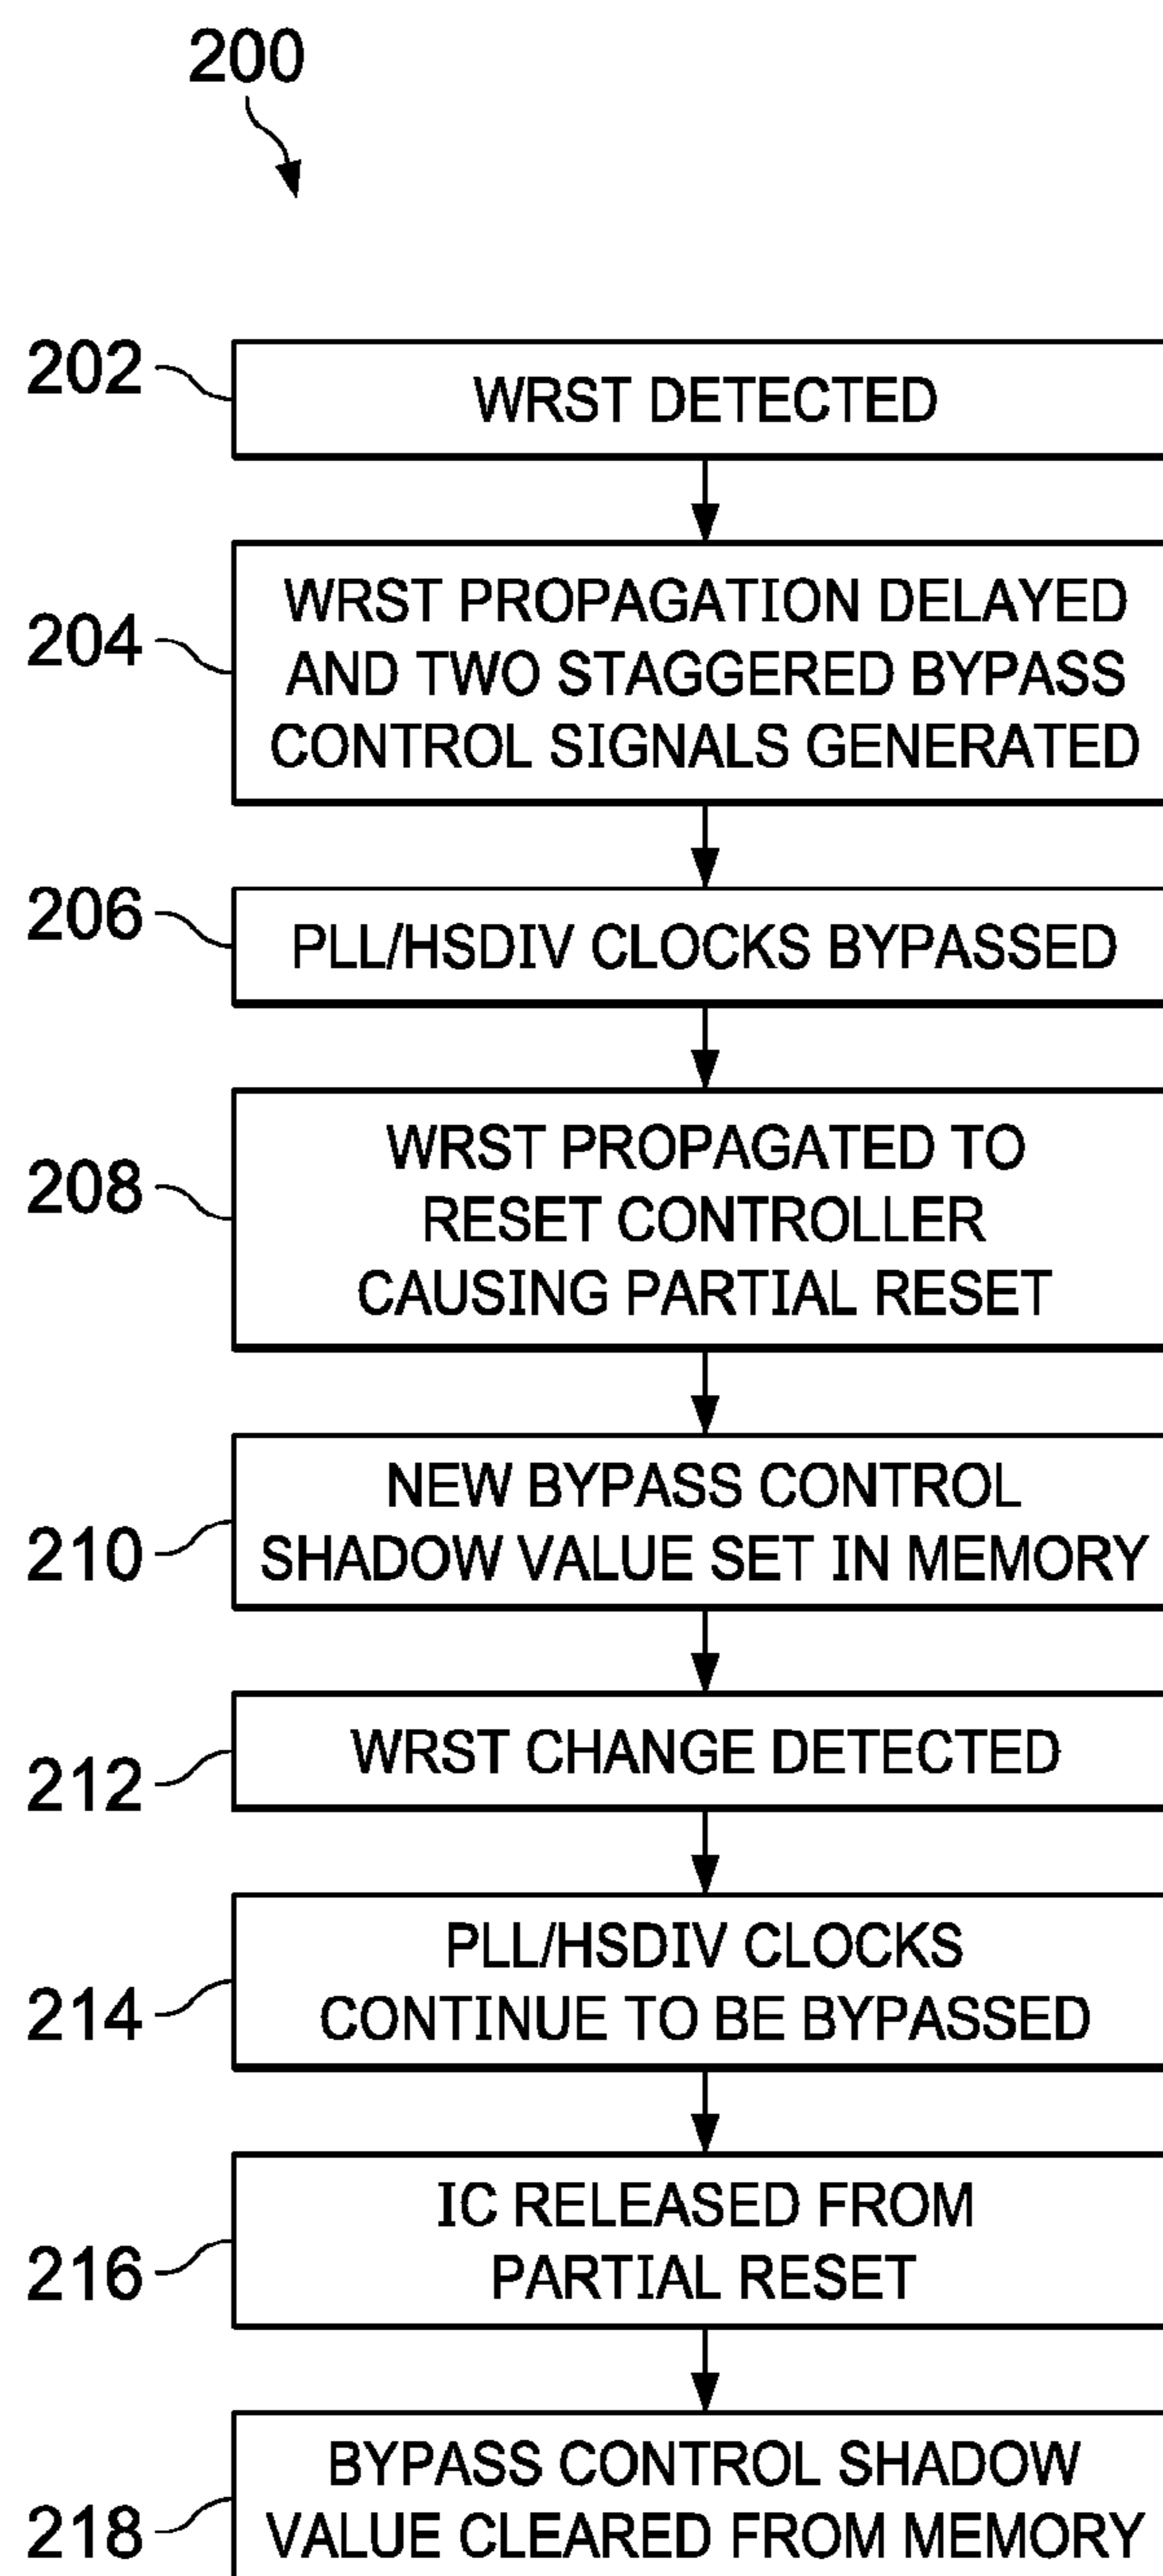 200
202
WRST DETECTED
204
WRST PROPAGATION DELAYED
AND TWO STAGGERED BYPASS
CONTROL SIGNALS GENERATED
206
PLL/HSDIV CLOCKS BYPASSED
208
WRST PROPAGATED TO
RESET CONTROLLER
CAUSING PARTIAL RESET
210
NEW BYPASS CONTROL
SHADOW VALUE SET IN MEMORY
212
WRST CHANGE DETECTED
214
PLL/HSDIV CLOCKS
CONTINUE TO BE BYPASSED
216
IC RELEASED FROM
PARTIAL RESET
218
BYPASS CONTROL SHADOW
VALUE CLEARED FROM MEMORY